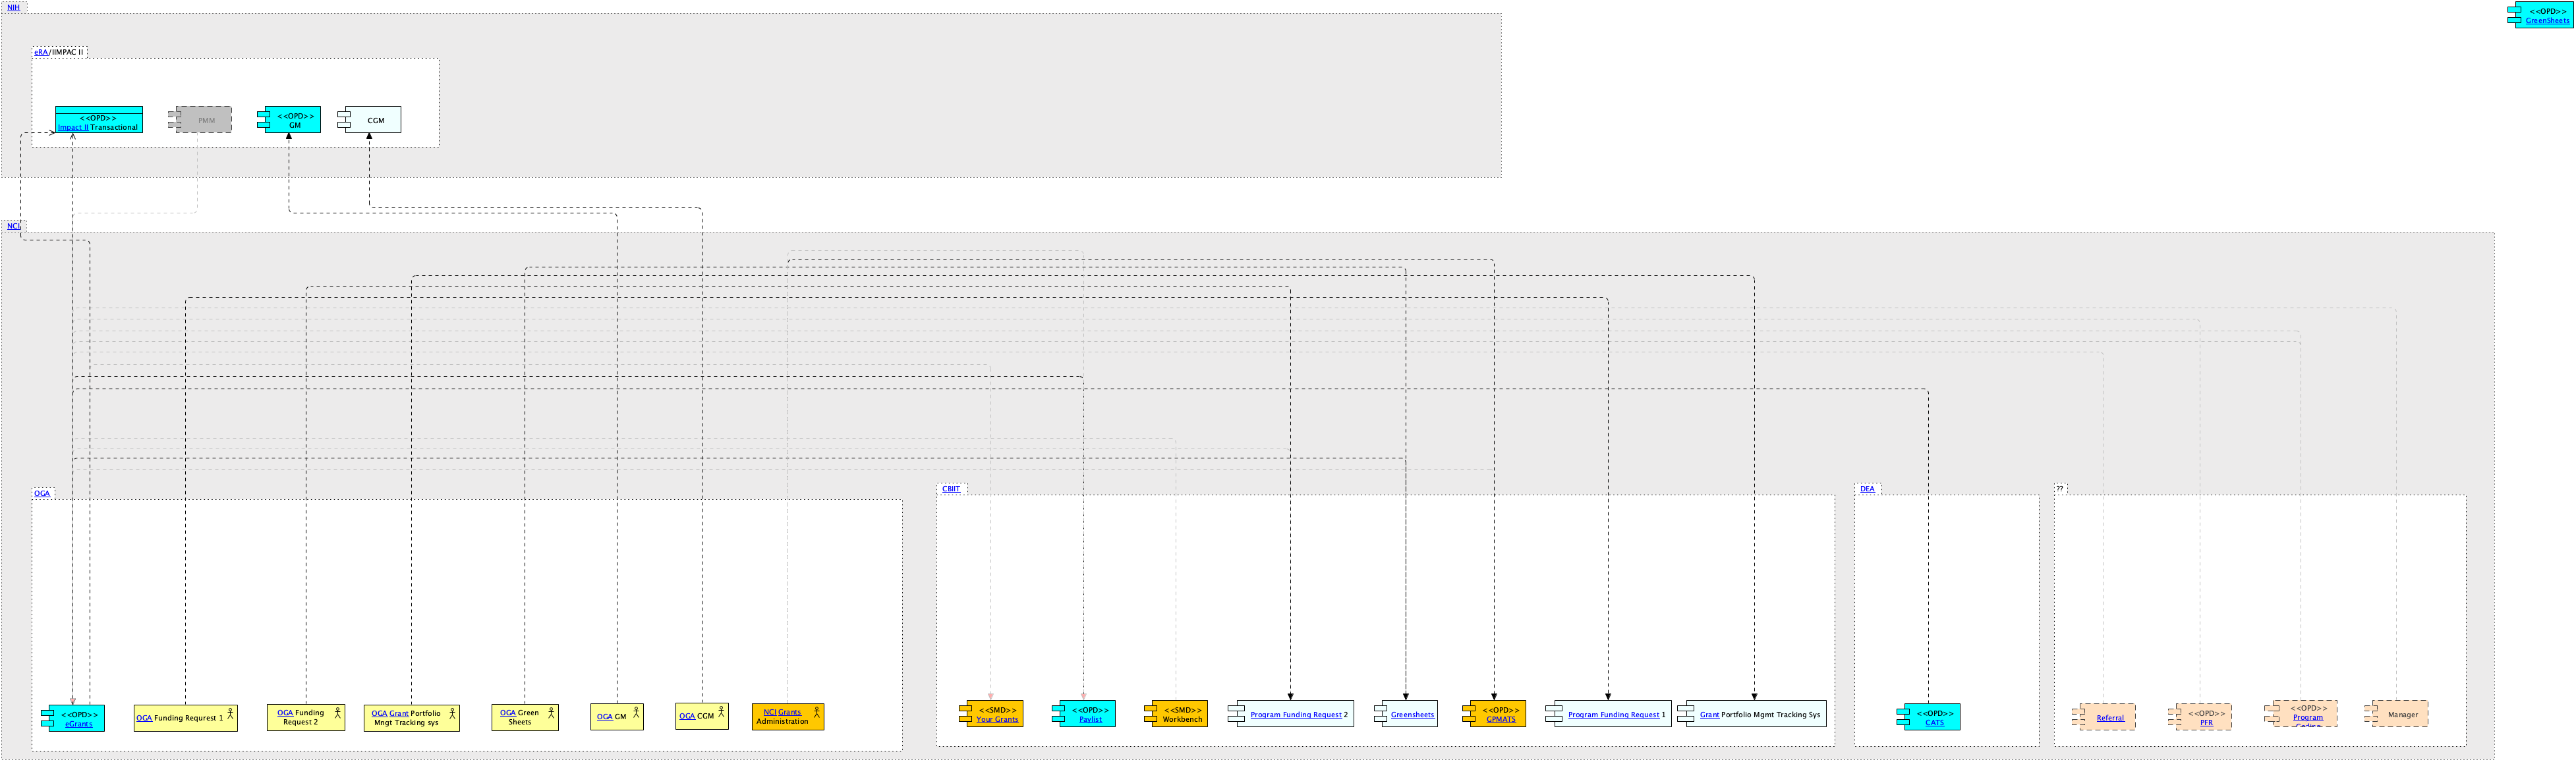 NIH
<<OPD>>
GreenSheets
eRA/IIMPAC II
<<OPD>>
Impact II Transactional
PMM
<<OPD>>
GM
CGM
NCI
OGA
CBIIT
DEA
??
<<OPD>>
eGrants
OGA Funding Requrest 1
OGA Funding
Request 2
OGA Grant Portfolio
Mngt Tracking sys
OGA Green
Sheets
OGA GM
OGA CGM
NCI Grants
Administration
<<SMD>>
Your Grants
<<OPD>>
Paylist
<<SMD>>
Workbench
Program Funding Request 2
Greensheets
<<OPD>>
GPMATS
Program Funding Request 1
Grant Portfolio Mgmt Tracking Sys
<<OPD>>
CATS
Referral
<<OPD>>
PFR
<<OPD>>
Program
Manager